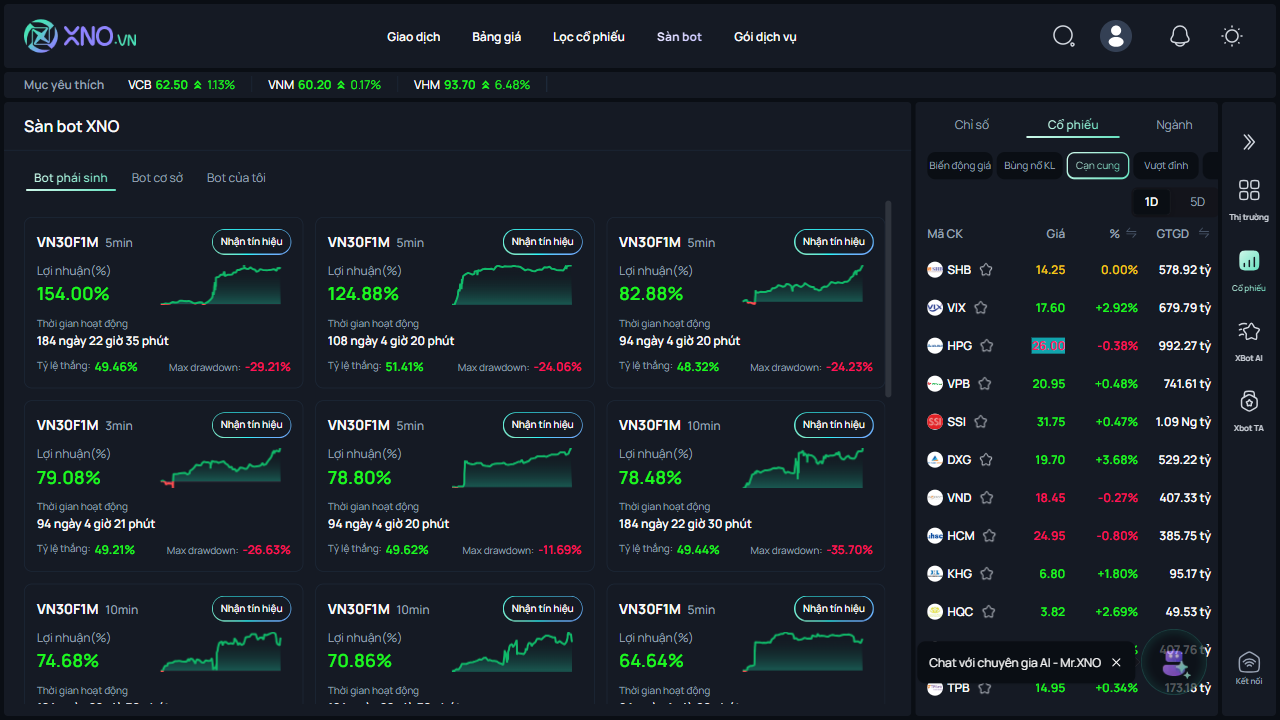 XNO.VN
Giao dịch Bảng giá Lọc cổ phiếu Sàn bot Gói dịch vụ
Mục yêu thích VCB 62.50 1.13% VNM 60.20 0.17% VHM 93.70 6.48%
Sàn bot XNO
Bot phái sinh Bot cơ sở Bot của tôi
VN30F1M 5min Nhận tín hiệu
Lợi nhuận(%)
154.00%
Thời gian hoạt động
184 ngày 22 giờ 35 phút
Tỷ lệ thắng: 49.46% Max drawdown: -29.21%
VN30F1M 5min Nhận tín hiệu
Lợi nhuận(%)
124.88%
Thời gian hoạt động
108 ngày 4 giờ 20 phút
Tỷ lệ thắng: 51.41% Max drawdown: -24.06%
VN30F1M 5min Nhận tín hiệu
Lợi nhuận(%)
82.88%
Thời gian hoạt động
94 ngày 4 giờ 20 phút
Tỷ lệ thắng: 48.32% Max drawdown: -24.23%
VN30F1M 3min Nhận tín hiệu
Lợi nhuận(%)
79.08%
Thời gian hoạt động
94 ngày 4 giờ 21 phút
Tỷ lệ thắng: 49.21% Max drawdown: -26.63%
VN30F1M 5min Nhận tín hiệu
Lợi nhuận(%)
78.80%
Thời gian hoạt động
94 ngày 4 giờ 20 phút
Tỷ lệ thắng: 49.62% Max drawdown: -11.69%
VN30F1M 10min Nhận tín hiệu
Lợi nhuận(%)
78.48%
Thời gian hoạt động
184 ngày 22 giờ 30 phút
Tỷ lệ thắng: 49.44% Max drawdown: -35.70%
VN30F1M 10min Nhận tín hiệu
Lợi nhuận(%)
74.68%
Thời gian hoạt động
VN30F1M 10min Nhận tín hiệu
Lợi nhuận(%)
70.86%
Thời gian hoạt động
VN30F1M 5min Nhận tín hiệu
Lợi nhuận(%)
64.64%
Thời gian hoạt động
Chỉ số Cổ phiếu Ngành
Biến động giá Bùng nổ KL Cạn cung Vượt đỉnh
1D 5D
Mã CK Giá % GTGD
SHB 14.25 0.00% 578.92 tỷ
VIX 17.60 +2.92% 679.79 tỷ
HPG 26.00 -0.38% 992.27 tỷ
VPB 20.95 +0.48% 741.61 tỷ
SSI 31.75 +0.47% 1.09 Ng tỷ
DXG 19.70 +3.68% 529.22 tỷ
VND 18.45 -0.27% 407.33 tỷ
HCM 24.95 -0.80% 385.75 tỷ
KHG 6.80 +1.80% 95.17 tỷ
HQC 3.82 +2.69% 49.53 tỷ
407.76 tỷ
TPB 14.95 +0.34% 173.18 tỷ
Chat với chuyên gia AI - Mr.XNO
Thị trường
Cổ phiếu
XBot AI
Xbot TA
Kết nối